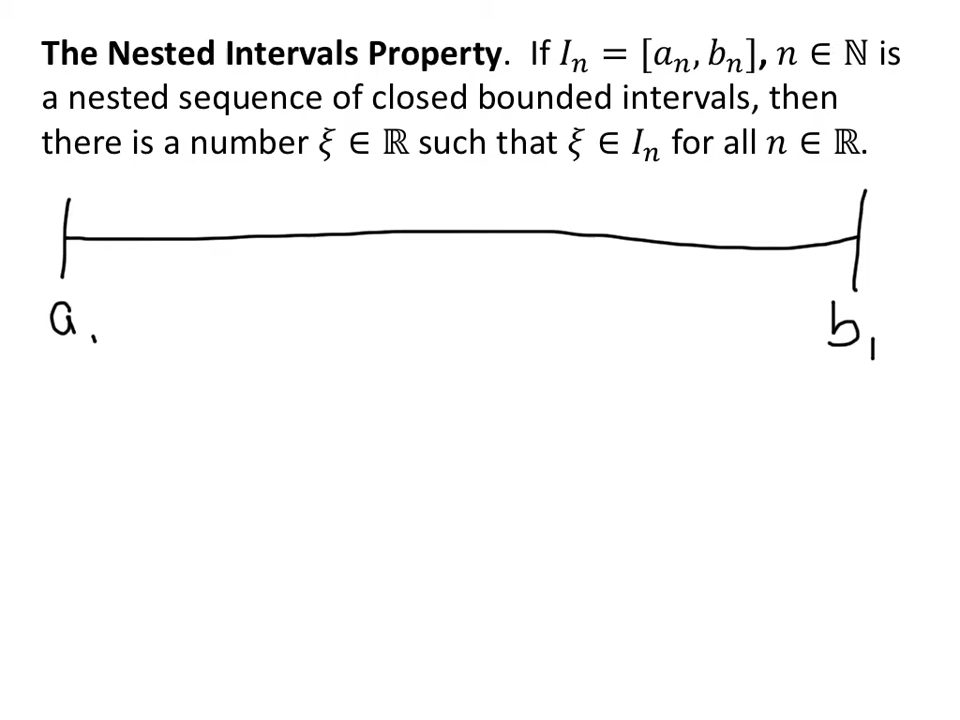 The Nested Intervals Property. If 𝐼ₙ = [𝑎ₙ, 𝑏ₙ], 𝑛 ∈ ℕ is
a nested sequence of closed bounded intervals, then
there is a number 𝜉 ∈ ℝ such that 𝜉 ∈ 𝐼ₙ for all 𝑛 ∈ ℝ.
a₁ b₁